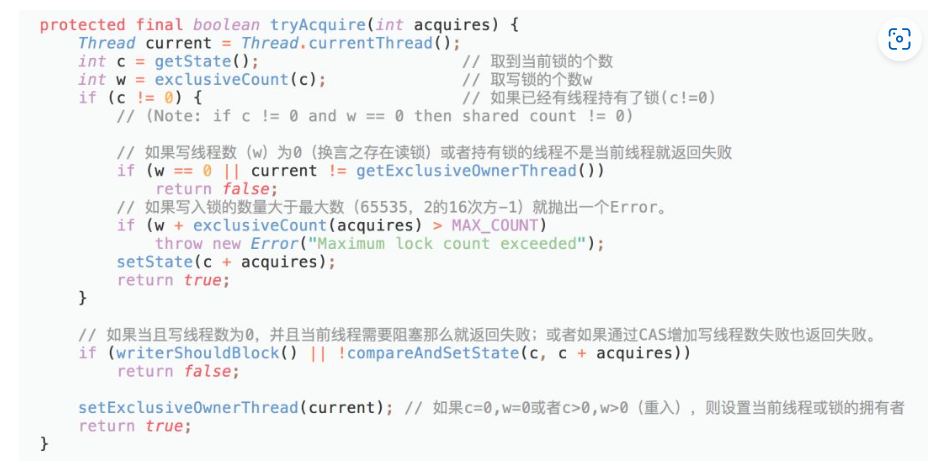 protected final boolean tryAcquire(int acquires) {
    Thread current = Thread.currentThread();
    int c = getState();                          // 取到当前锁的个数
    int w = exclusiveCount(c);                   // 取写锁的个数w
    if (c != 0) {                                // 如果已经有线程持有了锁(c!=0)
        // (Note: if c != 0 and w == 0 then shared count != 0)

        // 如果写线程数（w）为0（换言之存在读锁）或者持有锁的线程不是当前线程就返回失败
        if (w == 0 || current != getExclusiveOwnerThread())
            return false;
        // 如果写入锁的数量大于最大数（65535，2的16次方-1）就抛出一个Error。
        if (w + exclusiveCount(acquires) > MAX_COUNT)
            throw new Error("Maximum lock count exceeded");
        setState(c + acquires);
        return true;
    }

    // 如果当且写线程数为0，并且当前线程需要阻塞那么就返回失败；或者如果通过CAS增加写线程数失败也返回失败。
    if (writerShouldBlock() || !compareAndSetState(c, c + acquires))
        return false;

    setExclusiveOwnerThread(current); // 如果c=0,w=0或者c>0,w>0（重入）, 则设置当前线程或锁的拥有者
    return true;
}